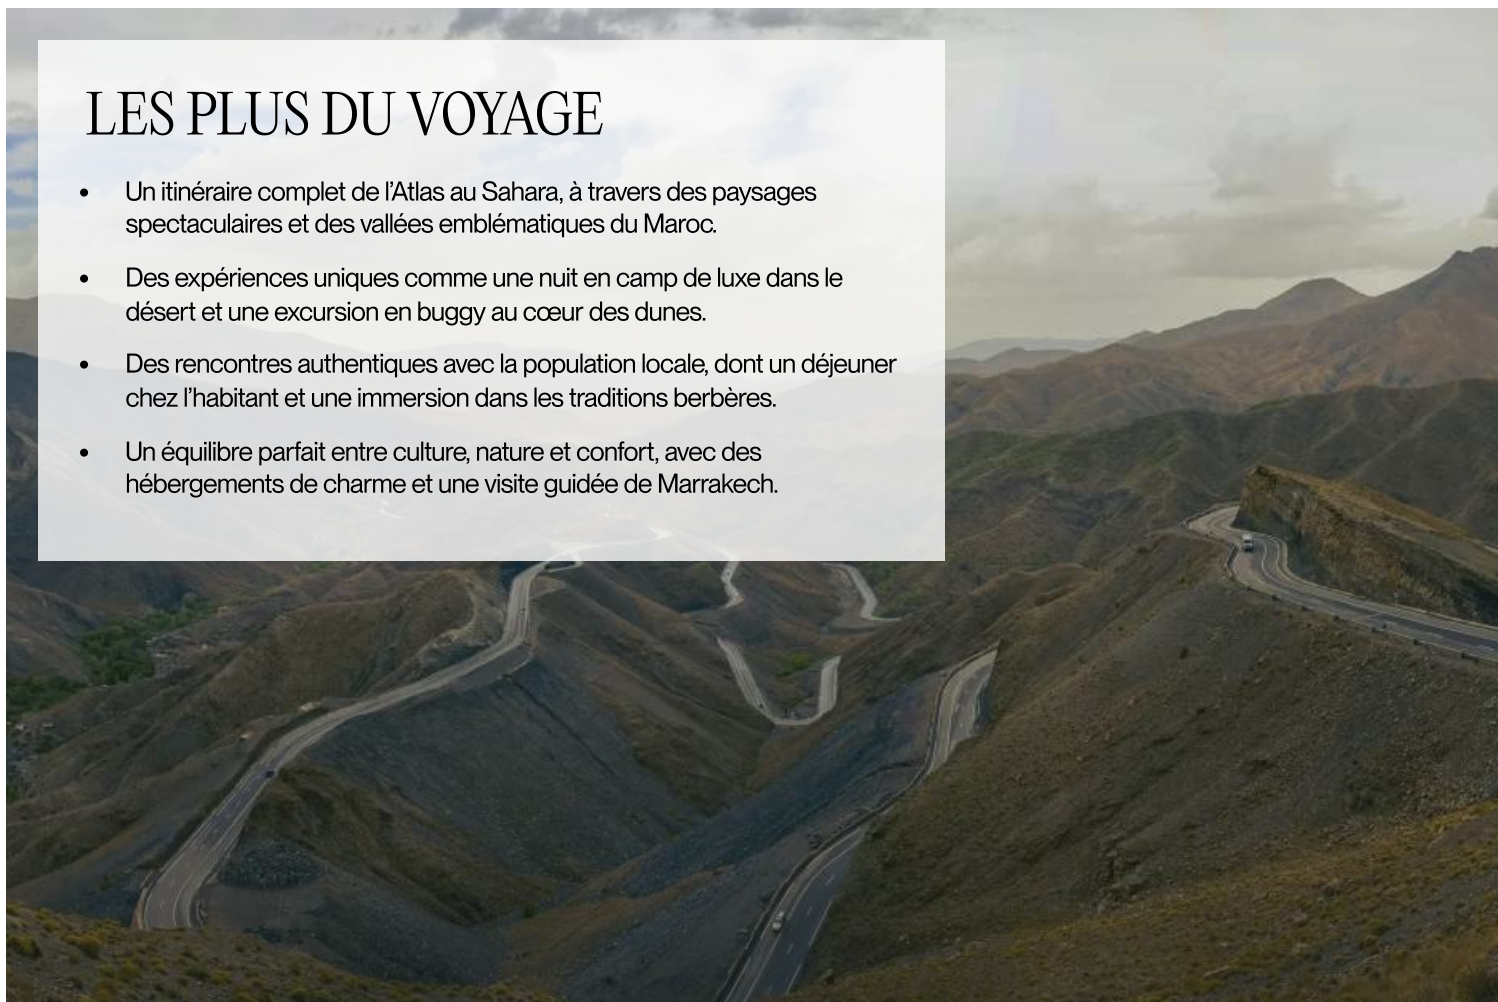 LES PLUS DU VOYAGE
• Un itinéraire complet de l’Atlas au Sahara, à travers des paysages
spectaculaires et des vallées emblématiques du Maroc.
• Des expériences uniques comme une nuit en camp de luxe dans le
désert et une excursion en buggy au cœur des dunes.
• Des rencontres authentiques avec la population locale, dont un déjeuner
chez l’habitant et une immersion dans les traditions berbères.
• Un équilibre parfait entre culture, nature et confort, avec des
hébergements de charme et une visite guidée de Marrakech.